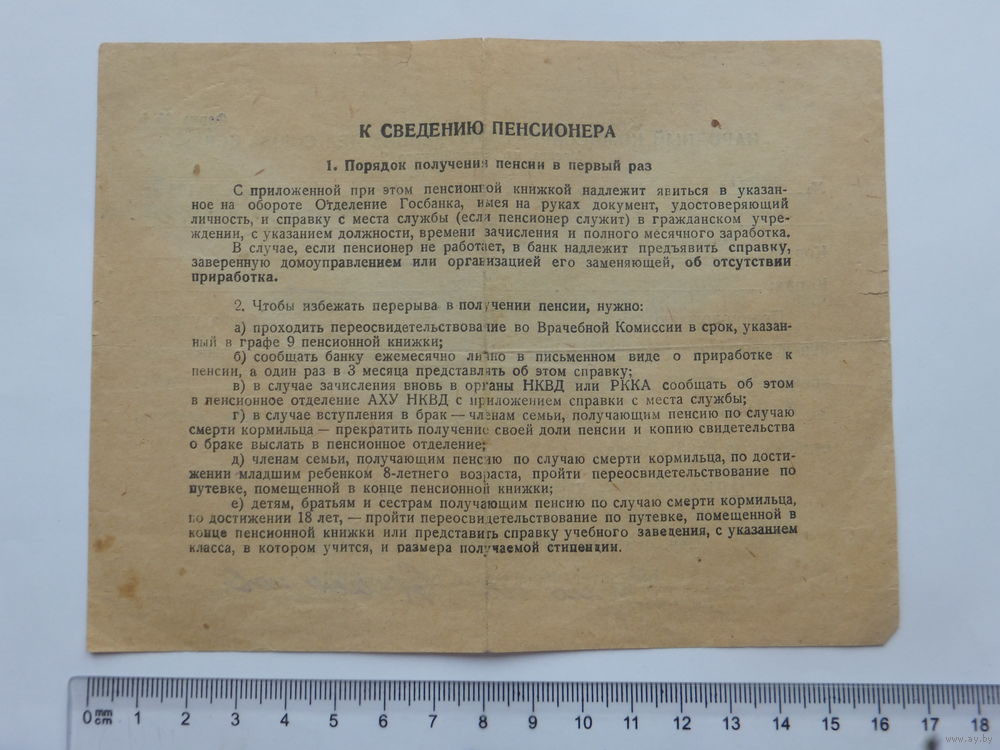 К СВЕДЕНИЮ ПЕНСИОНЕРА
1. Порядок получения пенсии в первый раз
С приложенной при этом пенсионной книжкой надлежит явиться в указан-
ное на обороте Отделение Госбанка, имея на руках документ, удостоверяющий
личность, и справку с места службы (если пенсионер служит) в гражданском учре-
ждении, с указанием должности, времени зачисления и полного месячного заработка.
В случае, если пенсионер не работает, в банк надлежит предъявить справку,
заверенную домоуправлением или организацией его заменяющей, об отсутствии
приработка.
2. Чтобы избежать перерыва в получении пенсии, нужно:
а) проходить переосвидетельствование во Врачебной Комиссии в срок, указан-
ный в графе 9 пенсионной книжки;
б) сообщать банку ежемесячно лично в письменном виде о приработке к
пенсии, а один раз в 3 месяца представлять об этом справку;
в) в случае зачисления вновь в органы НКВД или РККА сообщать об этом
в пенсионное отделение АХУ НКВД с приложением справки с места службы;
г) в случае вступления в брак — членам семьи, получающим пенсию по случаю
смерти кормильца — прекратить получение своей доли пенсии и копию свидетельства
о браке выслать в пенсионное отделение;
д) членам семьи, получающим пенсию по случаю смерти кормильца, по дости-
жении младшим ребенком 8-летнего возраста, пройти переосвидетельствование по
путевке, помещенной в конце пенсионной книжки;
е) детям, братьям и сестрам получающим пенсию по случаю смерти кормильца,
по достижении 18 лет, — пройти переосвидетельствование по путевке, помещенной в
конце пенсионной книжки или представить справку учебного заведения, с указанием
класса, в котором учится, и размера получаемой стипендии.
0 mm cm 1 2 3 4 5 6 7 8 9 10 11 12 13 14 15 16 17 18
www.ay.by